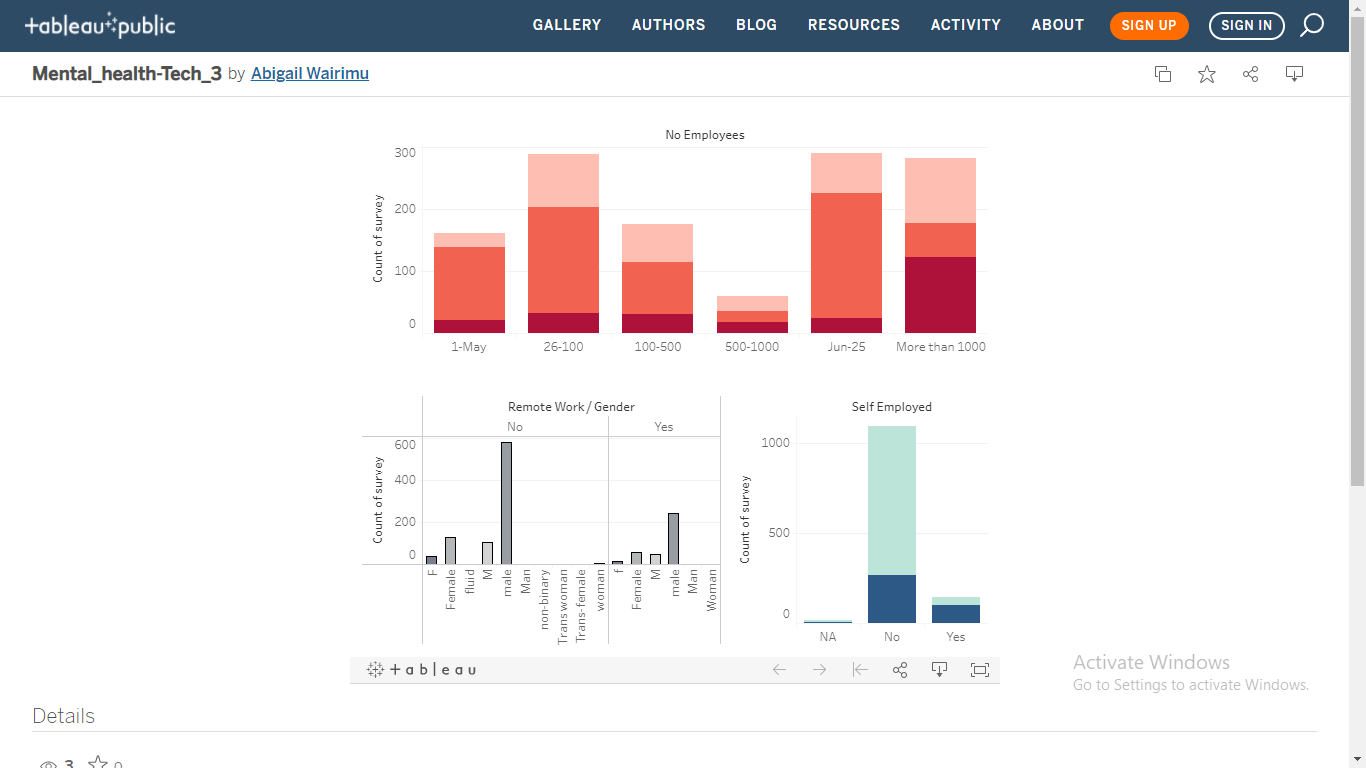 +ableau public GALLERY AUTHORS BLOG RESOURCES ACTIVITY ABOUT SIGN UP SIGN IN
Mental_health-Tech_3 by Abigail Wairimu
No Employees
Count of survey
300
200
100
0
1-May 26-100 100-500 500-1000 Jun-25 More than 1000
Remote Work / Gender
No Yes
Count of survey
600
400
200
0
F Female fluid M male Man non-binary Trans woman Trans-female woman f Female M male Man Woman
Self Employed
Count of survey
1000
500
0
NA No Yes
+ableau
Activate Windows
Go to Settings to activate Windows.
Details
3 0